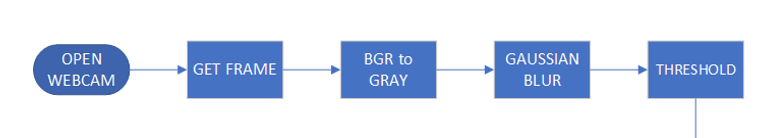 OPEN
WEBCAM
GET FRAME
BGR to
GRAY
GAUSSIAN
BLUR
THRESHOLD